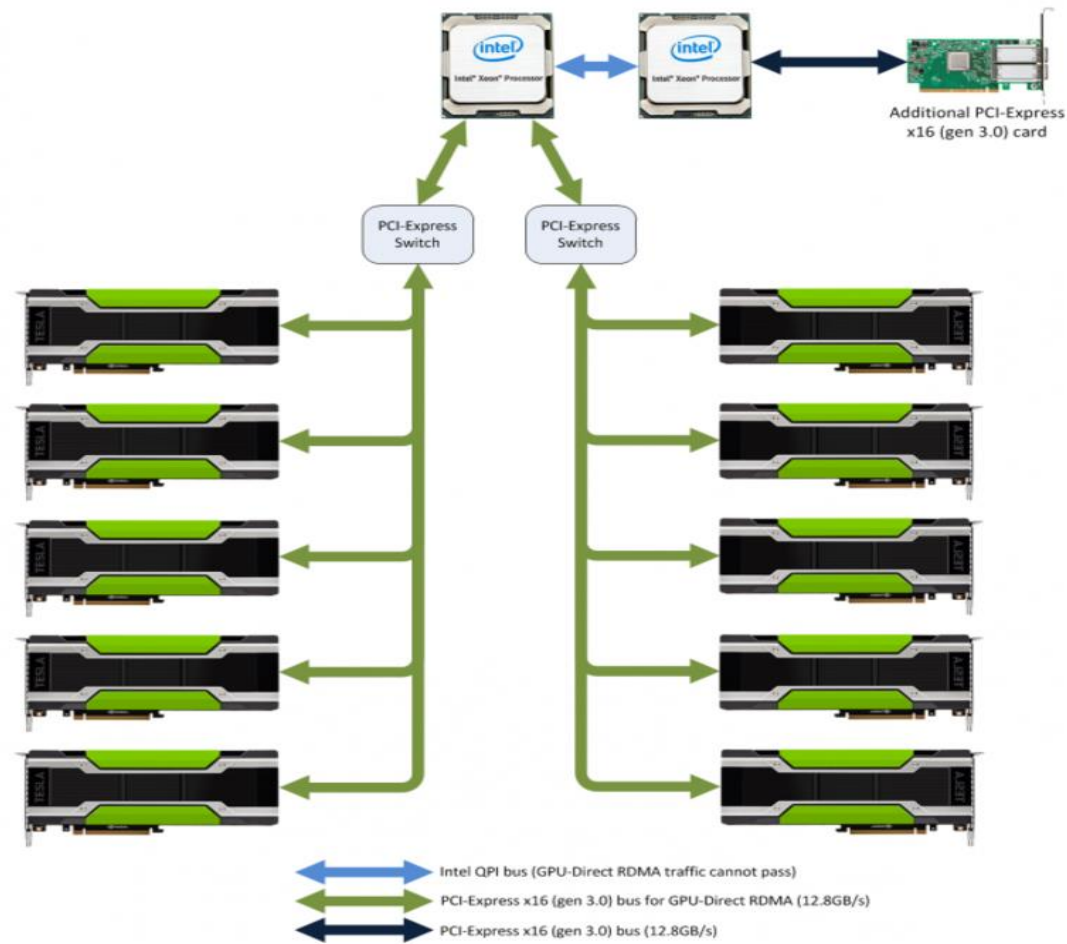 intel
Intel® Xeon® Processor
intel
Intel® Xeon® Processor
Additional PCI-Express
x16 (gen 3.0) card
PCI-Express
Switch
PCI-Express
Switch
TESLA
TESLA
TESLA
TESLA
TESLA
TESLA
TESLA
TESLA
TESLA
TESLA
Intel QPI bus (GPU-Direct RDMA traffic cannot pass)
PCI-Express x16 (gen 3.0) bus for GPU-Direct RDMA (12.8GB/s)
PCI-Express x16 (gen 3.0) bus (12.8GB/s)